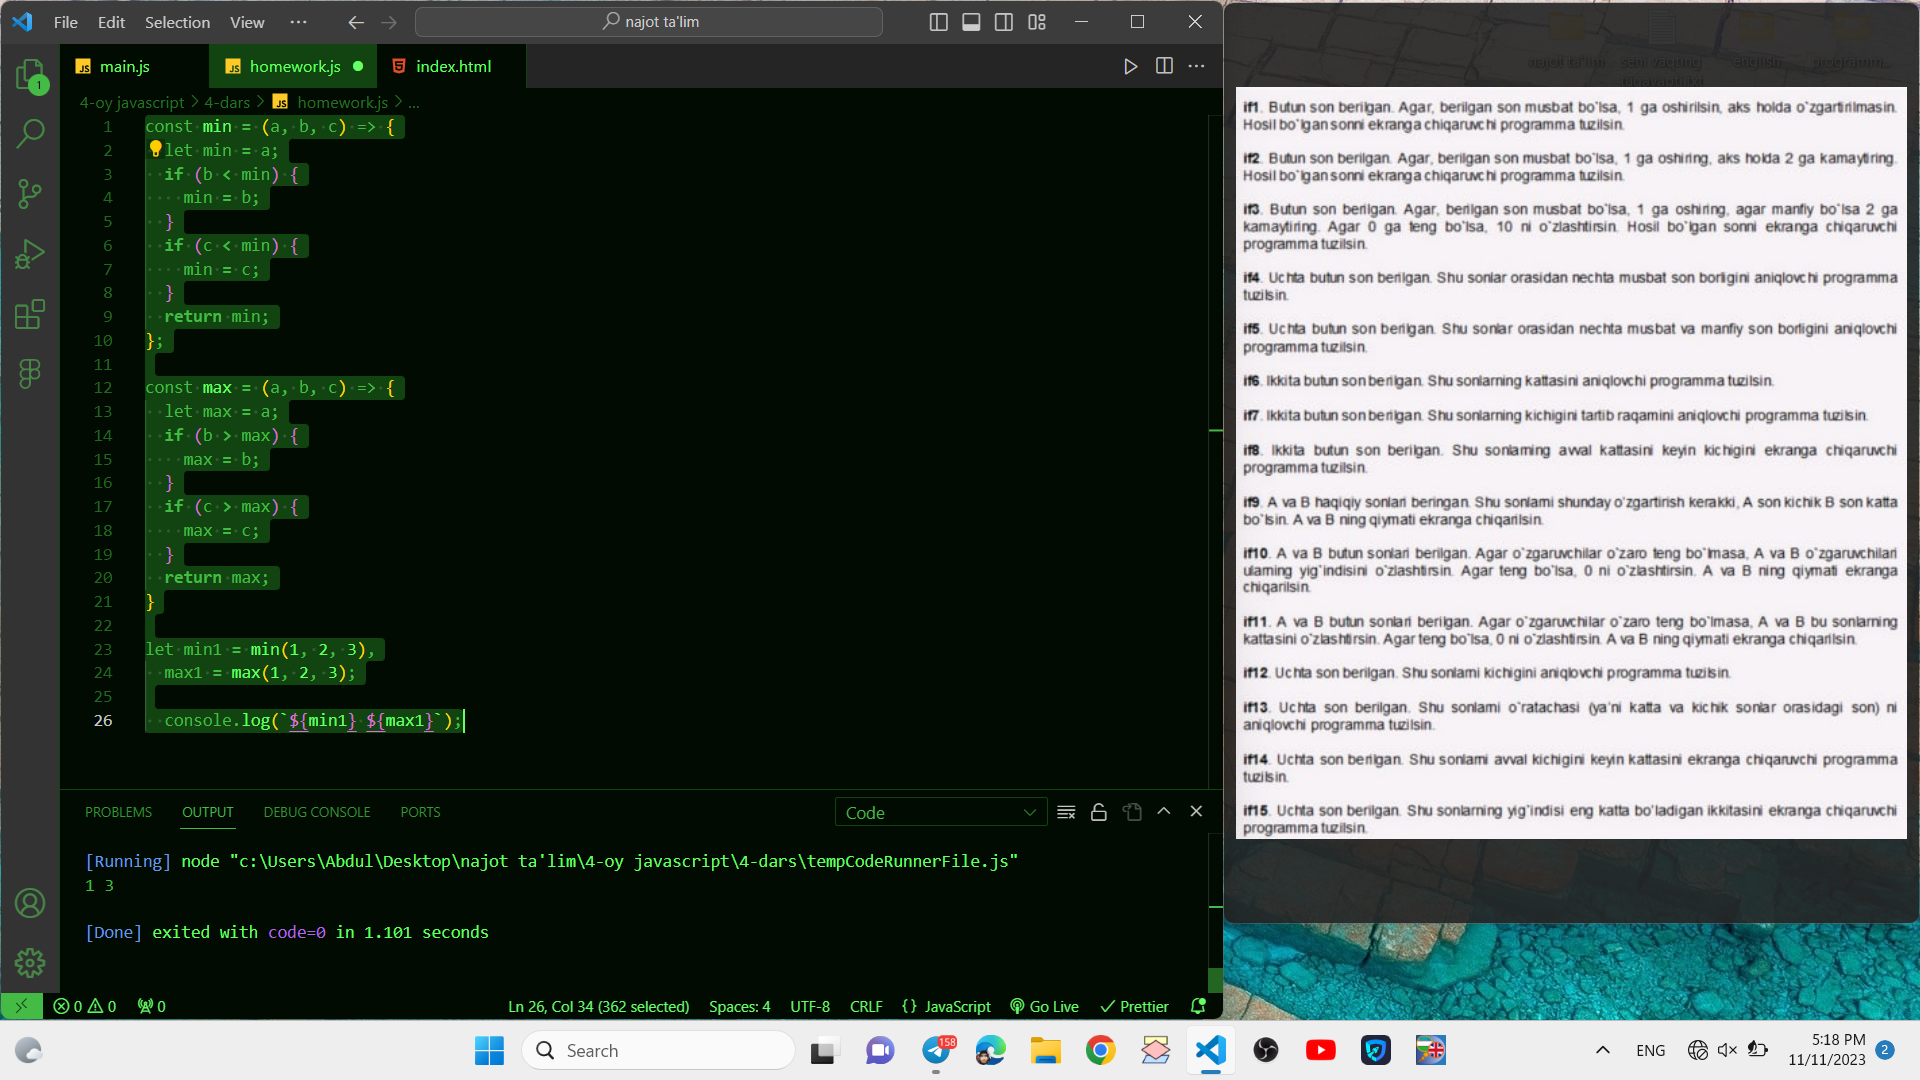 File Edit Selection View ··· najot ta'lim
main.js homework.js index.html
4-oy javascript > 4-dars > homework.js > ...
1 const min = (a, b, c) => {
2 let min = a;
3 if (b < min) {
4 min = b;
5 }
6 if (c < min) {
7 min = c;
8 }
9 return min;
10 };
11
12 const max = (a, b, c) => {
13 let max = a;
14 if (b > max) {
15 max = b;
16 }
17 if (c > max) {
18 max = c;
19 }
20 return max;
21 }
22
23 let min1 = min(1, 2, 3),
24 max1 = max(1, 2, 3);
25
26 console.log(`${min1} ${max1}`);
PROBLEMS OUTPUT DEBUG CONSOLE PORTS Code
[Running] node "c:\Users\Abdul\Desktop\najot ta'lim\4-oy javascript\4-dars\tempCodeRunnerFile.js"
1 3
[Done] exited with code=0 in 1.101 seconds
1
0 0 0 Ln 26, Col 34 (362 selected) Spaces: 4 UTF-8 CRLF {} JavaScript Go Live Prettier
najot ta'lim... english programm...
if1. Butun son berilgan. Agar, berilgan son musbat bo`lsa, 1 ga oshirilsin, aks holda o`zgartirilmasin.
Hosil bo`lgan sonni ekranga chiqaruvchi programma tuzilsin.
if2. Butun son berilgan. Agar, berilgan son musbat bo`lsa, 1 ga oshiring, aks holda 2 ga kamaytiring.
Hosil bo`lgan sonni ekranga chiqaruvchi programma tuzilsin.
if3. Butun son berilgan. Agar, berilgan son musbat bo`lsa, 1 ga oshiring, agar manfiy bo`lsa 2 ga
kamaytiring. Agar 0 ga teng bo`lsa, 10 ni o`zlashtirsin. Hosil bo`lgan sonni ekranga chiqaruvchi
programma tuzilsin.
if4. Uchta butun son berilgan. Shu sonlar orasidan nechta musbat son borligini aniqlovchi programma
tuzilsin.
if5. Uchta butun son berilgan. Shu sonlar orasidan nechta musbat va manfiy son borligini aniqlovchi
programma tuzilsin.
if6. Ikkita butun son berilgan. Shu sonlarning kattasini aniqlovchi programma tuzilsin.
if7. Ikkita butun son berilgan. Shu sonlarning kichigini tartib raqamini aniqlovchi programma tuzilsin.
if8. Ikkita butun son berilgan. Shu sonlarning avval kattasini keyin kichigini ekranga chiqaruvchi
programma tuzilsin.
if9. A va B haqiqiy sonlari beringan. Shu sonlarni shunday o`zgartirish kerakki, A son kichik B son katta
bo`lsin. A va B ning qiymati ekranga chiqarilsin.
if10. A va B butun sonlari berilgan. Agar o`zgaruvchilar o`zaro teng bo`lmasa, A va B o`zgaruvchilari
ularning yig`indisini o`zlashtirsin. Agar teng bo`lsa, 0 ni o`zlashtirsin. A va B ning qiymati ekranga
chiqarilsin.
if11. A va B butun sonlari berilgan. Agar o`zgaruvchilar o`zaro teng bo`lmasa, A va B bu sonlarning
kattasini o`zlashtirsin. Agar teng bo`lsa, 0 ni o`zlashtirsin. A va B ning qiymati ekranga chiqarilsin.
if12. Uchta son berilgan. Shu sonlarni kichigini aniqlovchi programma tuzilsin.
if13. Uchta son berilgan. Shu sonlarni o`ratachasi (ya'ni katta va kichik sonlar orasidagi son) ni
aniqlovchi programma tuzilsin.
if14. Uchta son berilgan. Shu sonlarni avval kichigini keyin kattasini ekranga chiqaruvchi programma
tuzilsin.
if15. Uchta son berilgan. Shu sonlarning yig`indisi eng katta bo`ladigan ikkitasini ekranga chiqaruvchi
programma tuzilsin.
Search 158 ENG 5:18 PM
11/11/2023 2